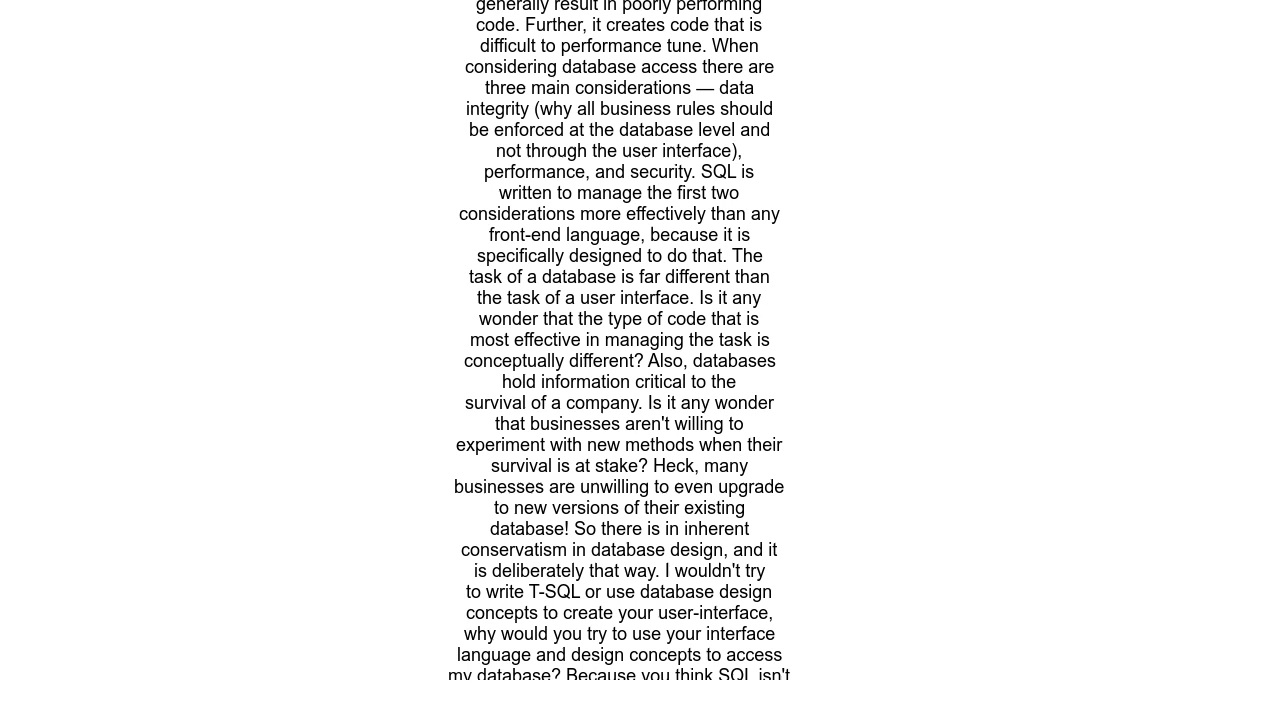 generally result in poorly performing
code. Further, it creates code that is
difficult to performance tune. When
considering database access there are
three main considerations — data
integrity (why all business rules should
be enforced at the database level and
not through the user interface),
performance, and security. SQL is
written to manage the first two
considerations more effectively than any
front-end language, because it is
specifically designed to do that. The
task of a database is far different than
the task of a user interface. Is it any
wonder that the type of code that is
most effective in managing the task is
conceptually different? Also, databases
hold information critical to the
survival of a company. Is it any wonder
that businesses aren't willing to
experiment with new methods when their
survival is at stake? Heck, many
businesses are unwilling to even upgrade
to new versions of their existing
database! So there is in inherent
conservatism in database design, and it
is deliberately that way. I wouldn't try
to write T-SQL or use database design
concepts to create your user-interface,
why would you try to use your interface
language and design concepts to access
my database? Because you think SQL isn't